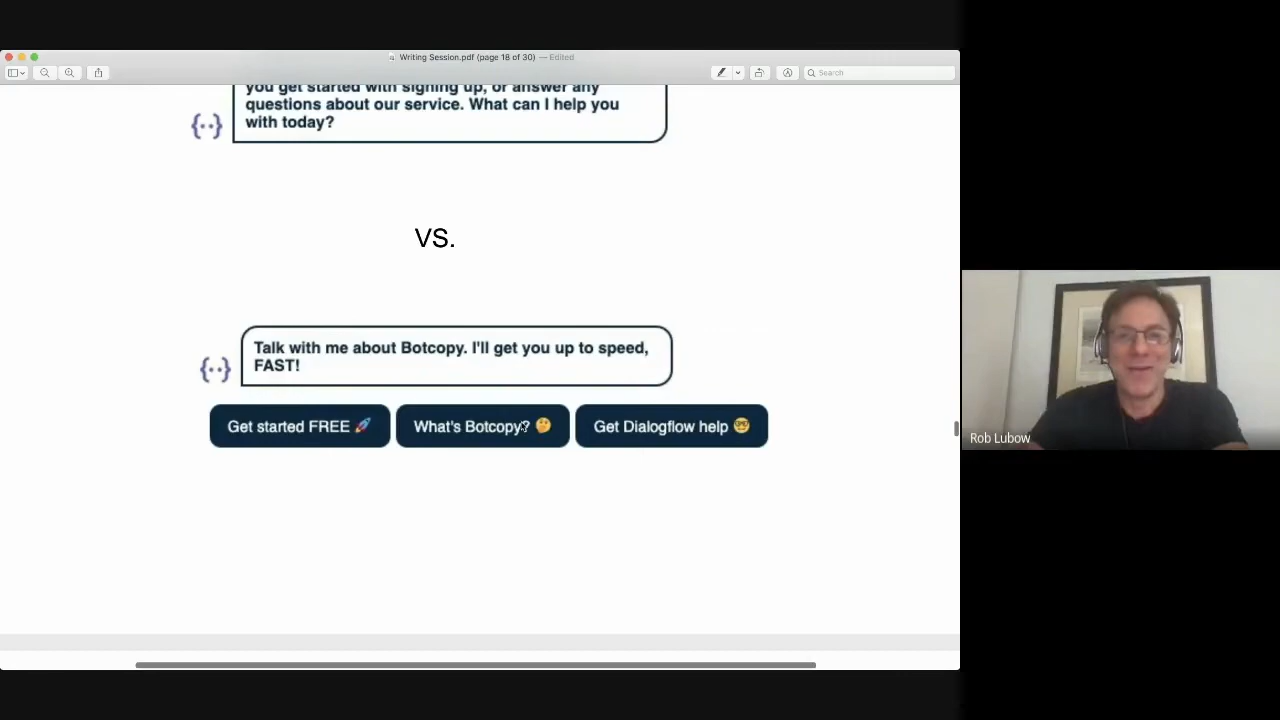 Writing Session.pdf (page 18 of 30) — Edited
Search
you get started with signing up, or answer any
questions about our service. What can I help you
with today?
{··}
VS.
Talk with me about Botcopy. I'll get you up to speed,
FAST!
{··}
Get started FREE 🚀
What's Botcopy? 🤔
Get Dialogflow help 🤓
Rob Lubow